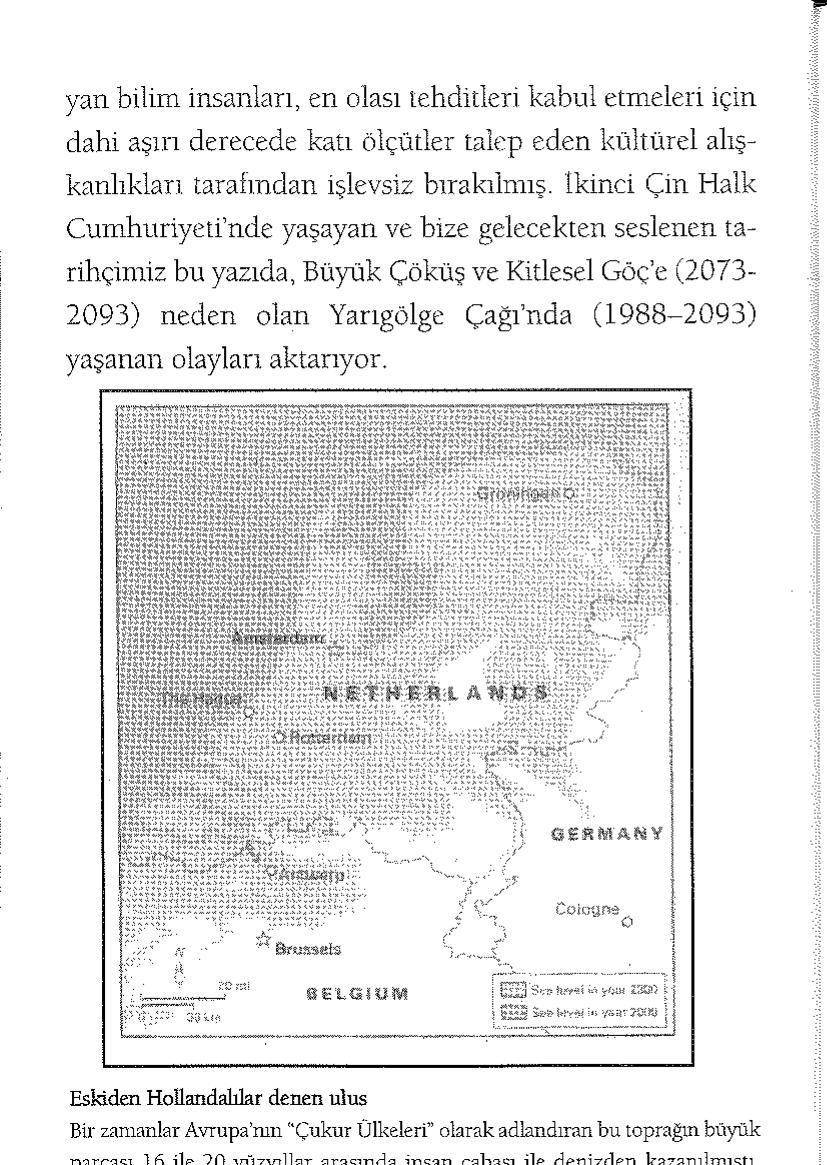 yan bilim insanları, en olası tehditleri kabul etmeleri için
dahi aşırı derecede katı ölçütler talep eden kültürel alış-
kanlıkları tarafından işlevsiz bırakılmış. İkinci Çin Halk
Cumhuriyeti'nde yaşayan ve bize gelecekten seslenen ta-
rihçimiz bu yazıda, Büyük Çöküş ve Kitlesel Göç'e (2073-
2093) neden olan Yarıgölge Çağı'nda (1988–2093)
yaşanan olayları aktarıyor.
Groningen
Amsterdam
NETHERLANDS
The Hague
Rotterdam
GERMANY
Antwerp
Cologne
Brussels
N
20 mi
BELGIUM
Sea level in year 2300
30 km
Sea level in year 2000
Eskiden Hollandalılar denen ulus
Bir zamanlar Avrupa'nın “Çukur Ülkeleri” olarak adlandıran bu toprağın büyük
parçası 16 ile 20 yüzyıllar arasında insan çabası ile denizden kazanılmıştı.